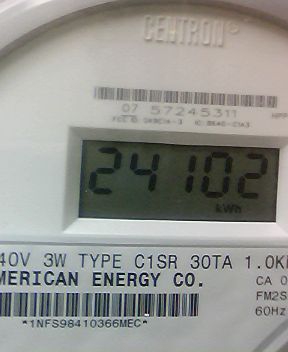 CENTRON®
07 57245311
24102
kWh
40V 3W TYPE C1SR 30TA 1.0K
MERICAN ENERGY CO.
CA 0
FM2S
60Hz
*1NFS98410366MEC*